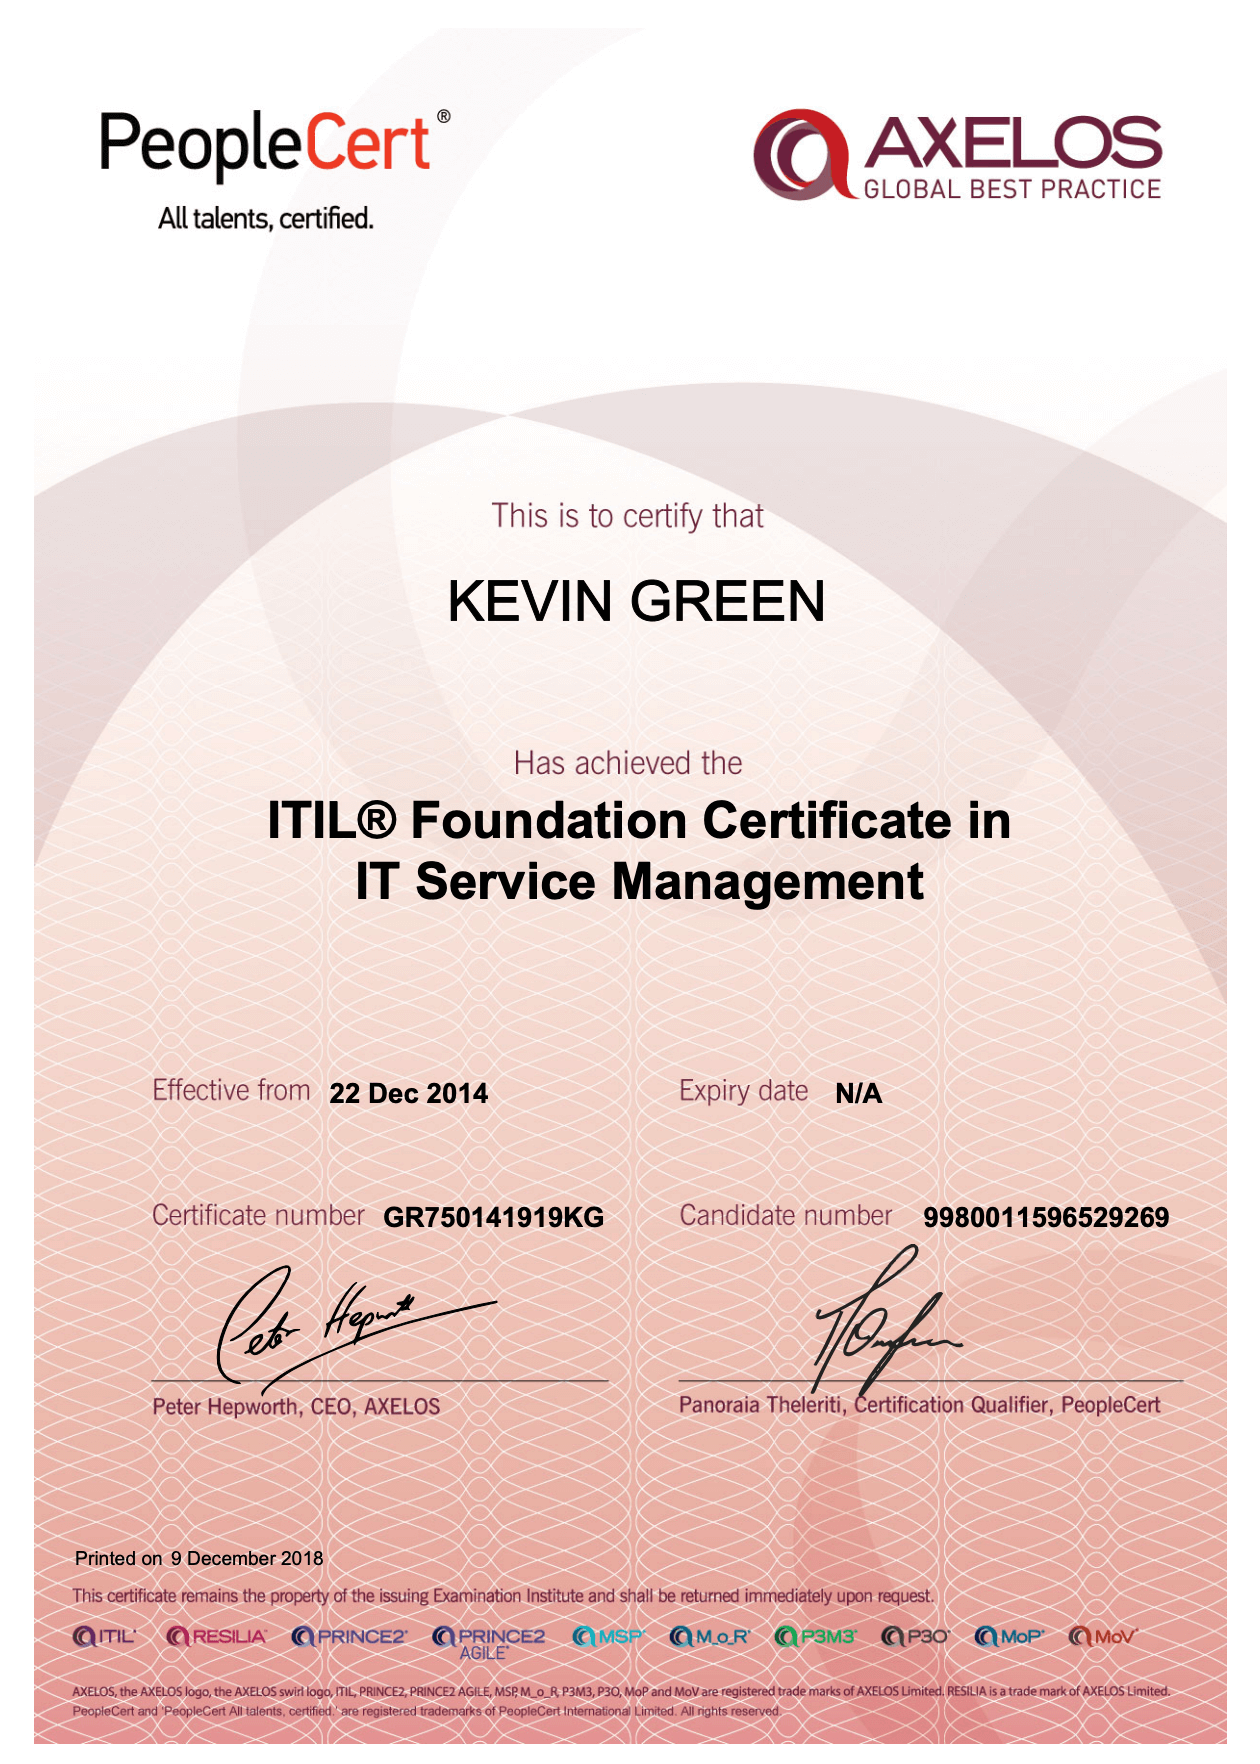 PeopleCert®
All talents, certified.
AXELOS
GLOBAL BEST PRACTICE
This is to certify that
KEVIN GREEN
Has achieved the
ITIL® Foundation Certificate in
IT Service Management
Effective from 22 Dec 2014
Expiry date N/A
Certificate number GR750141919KG
Candidate number 9980011596529269
Peter Hepworth
Peter Hepworth, CEO, AXELOS
Panoraia Theleriti, Certification Qualifier, PeopleCert
Printed on 9 December 2018
This certificate remains the property of the issuing Examination Institute and shall be returned immediately upon request.
ITIL® RESILIA™ PRINCE2® PRINCE2 AGILE® MSP® M_o_R® P3M3® P3O® MoP® MoV®
AXELOS, the AXELOS logo, the AXELOS swirl logo, ITIL, PRINCE2, PRINCE2 AGILE, MSP, M_o_R, P3M3, P3O, MoP and MoV are registered trade marks of AXELOS Limited. RESILIA is a trade mark of AXELOS Limited.
PeopleCert and 'PeopleCert All talents, certified.' are registered trademarks of PeopleCert International Limited. All rights reserved.